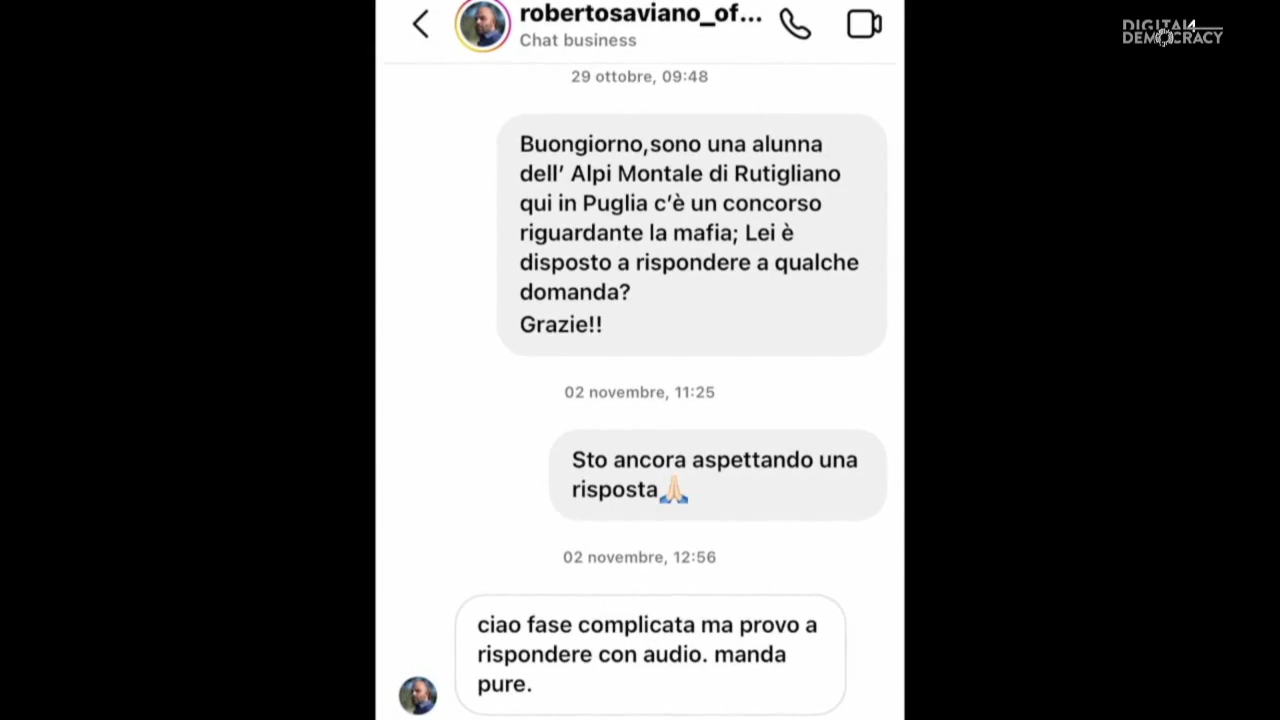 robertosaviano_of...
Chat business
DIGITAL
DEMOCRACY
29 ottobre, 09:48
Buongiorno,sono una alunna
dell' Alpi Montale di Rutigliano
qui in Puglia c'è un concorso
riguardante la mafia; Lei è
disposto a rispondere a qualche
domanda?
Grazie!!
02 novembre, 11:25
Sto ancora aspettando una
risposta🙏🏻
02 novembre, 12:56
ciao fase complicata ma provo a
rispondere con audio. manda
pure.